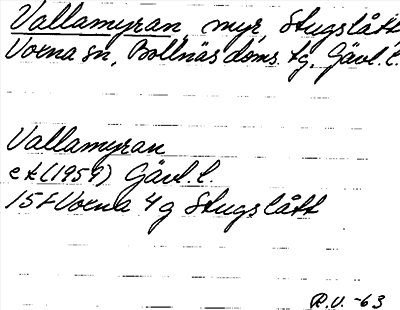 Vallamyran, myr, Stugslått
Voxna sn, Bollnäs doms. tg, Gävl. l.
Vallamyran
ek (1959) Gävl. l.
15F Voxna 4 g Stugslått
R.V. -63